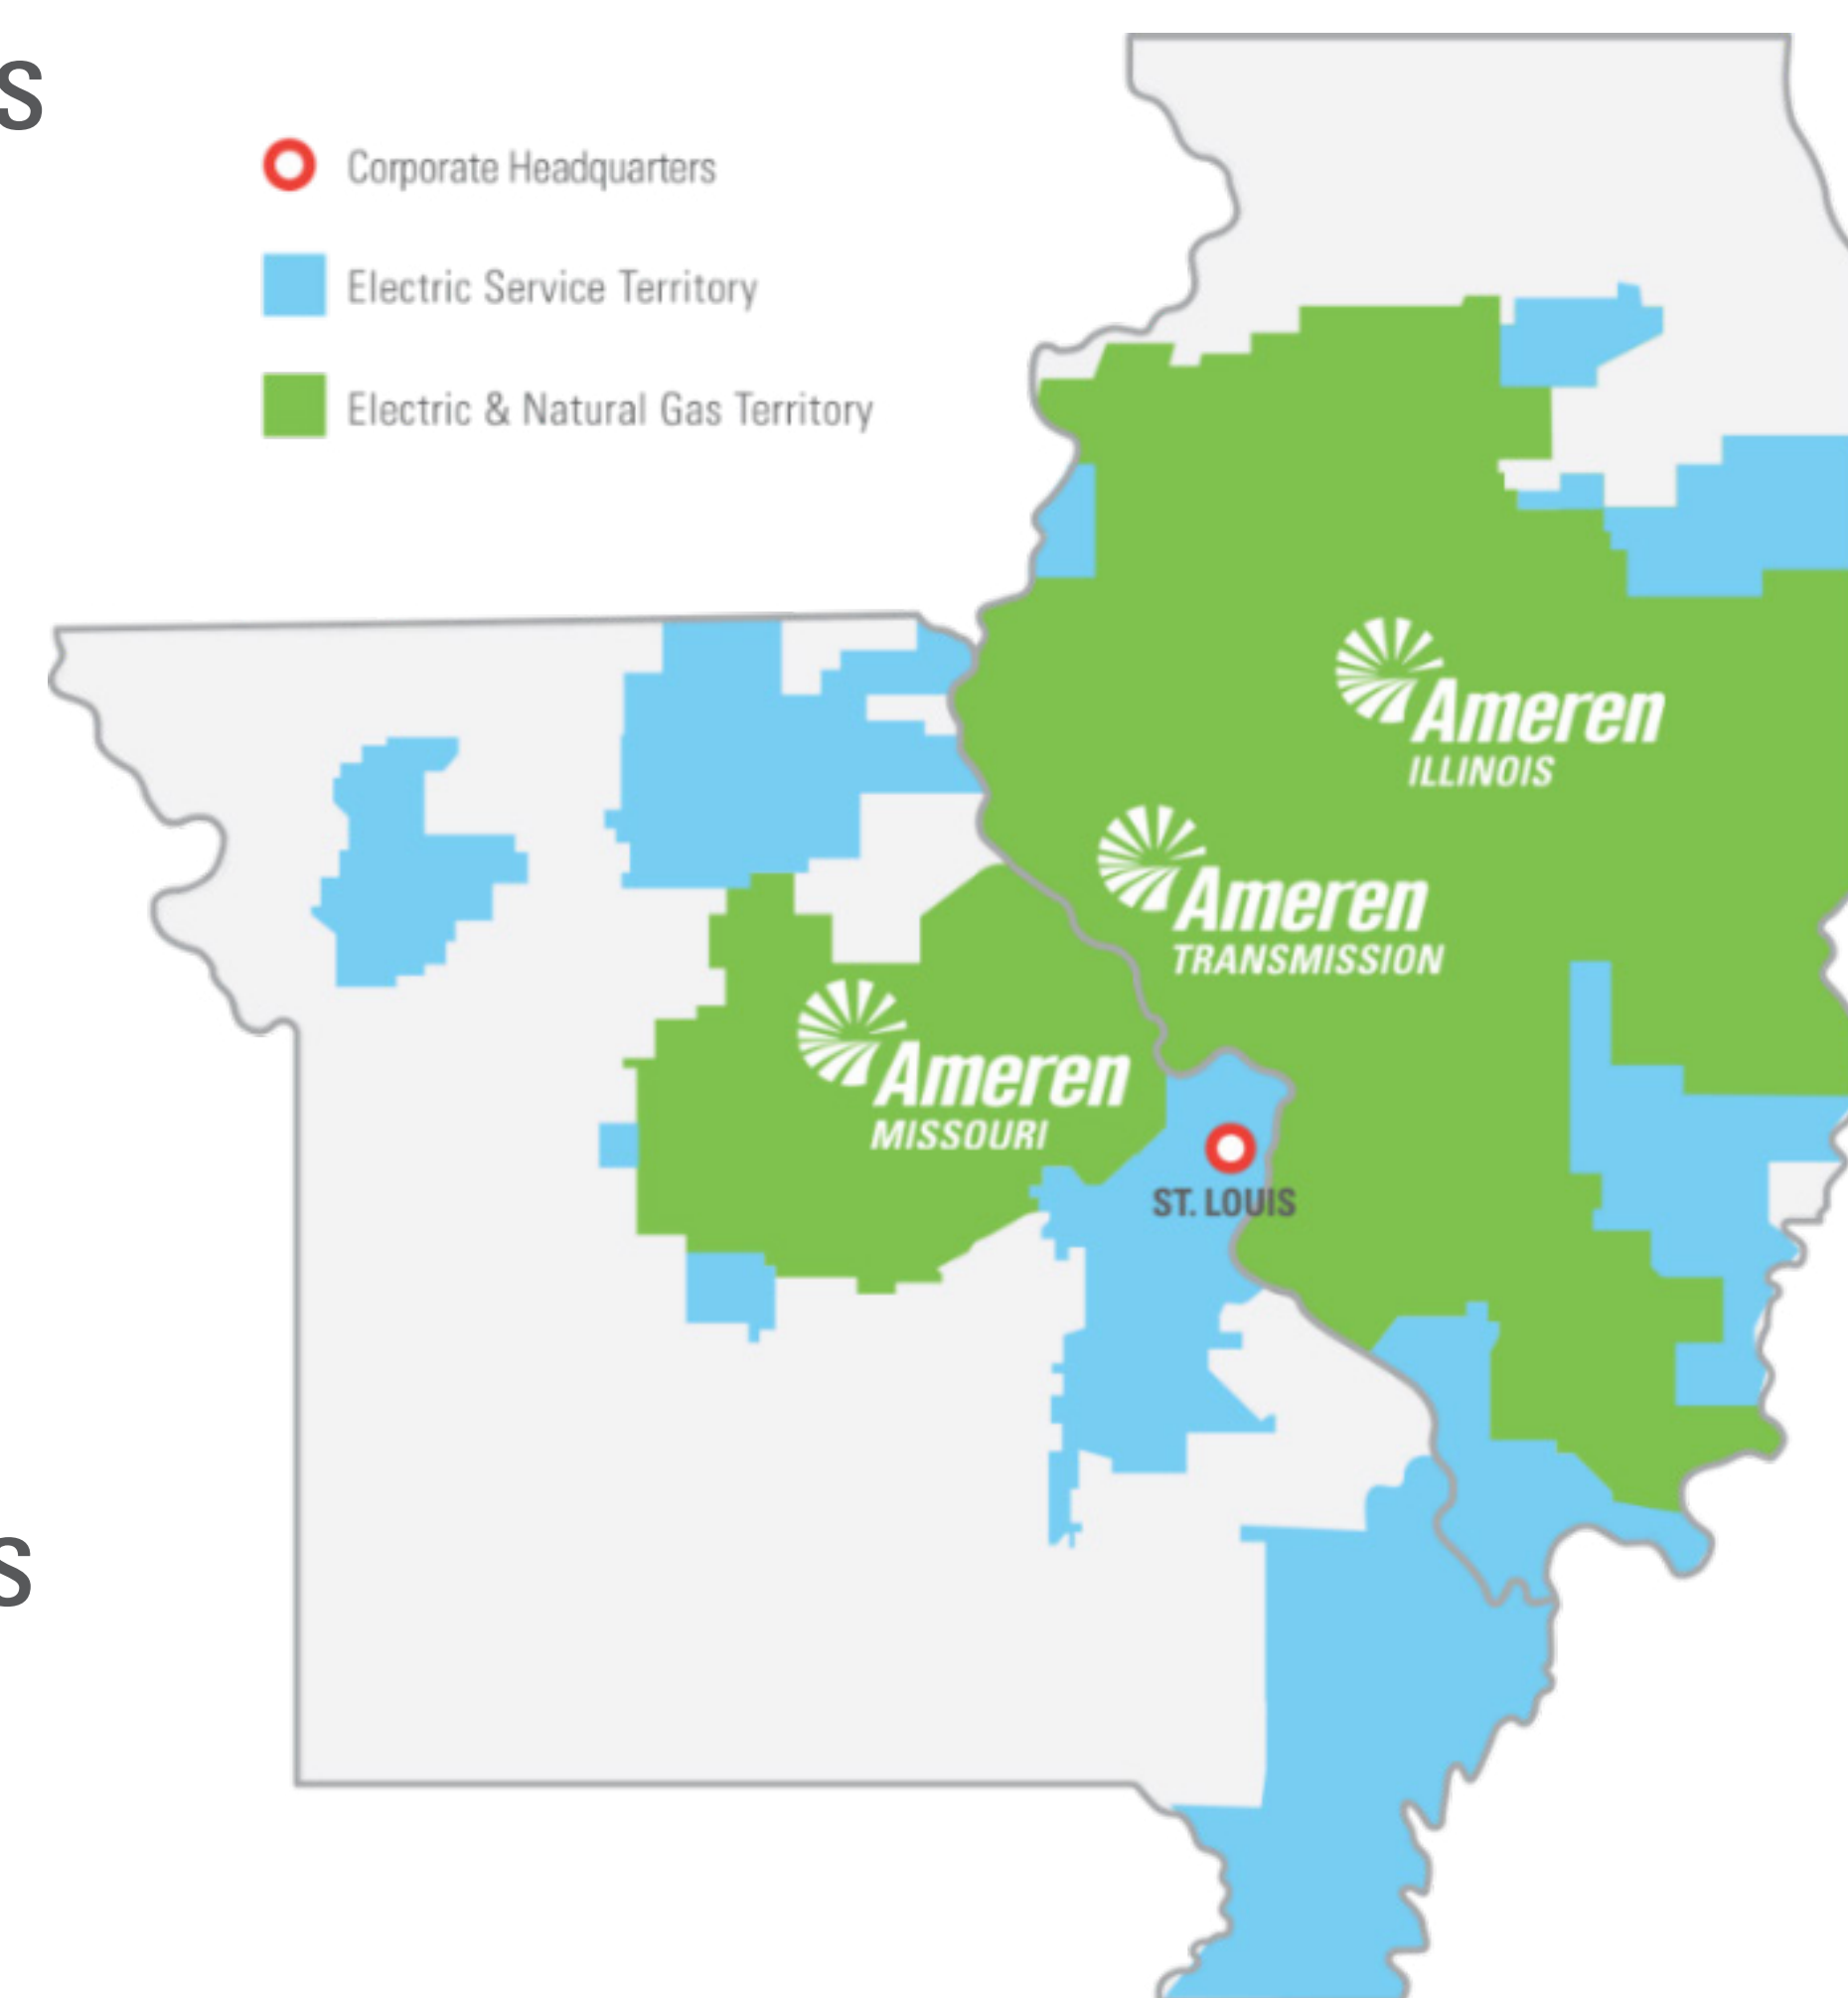 S
Corporate Headquarters
Electric Service Territory
Electric & Natural Gas Territory
Ameren
ILLINOIS
Ameren
TRANSMISSION
Ameren
MISSOURI
ST. LOUIS
S